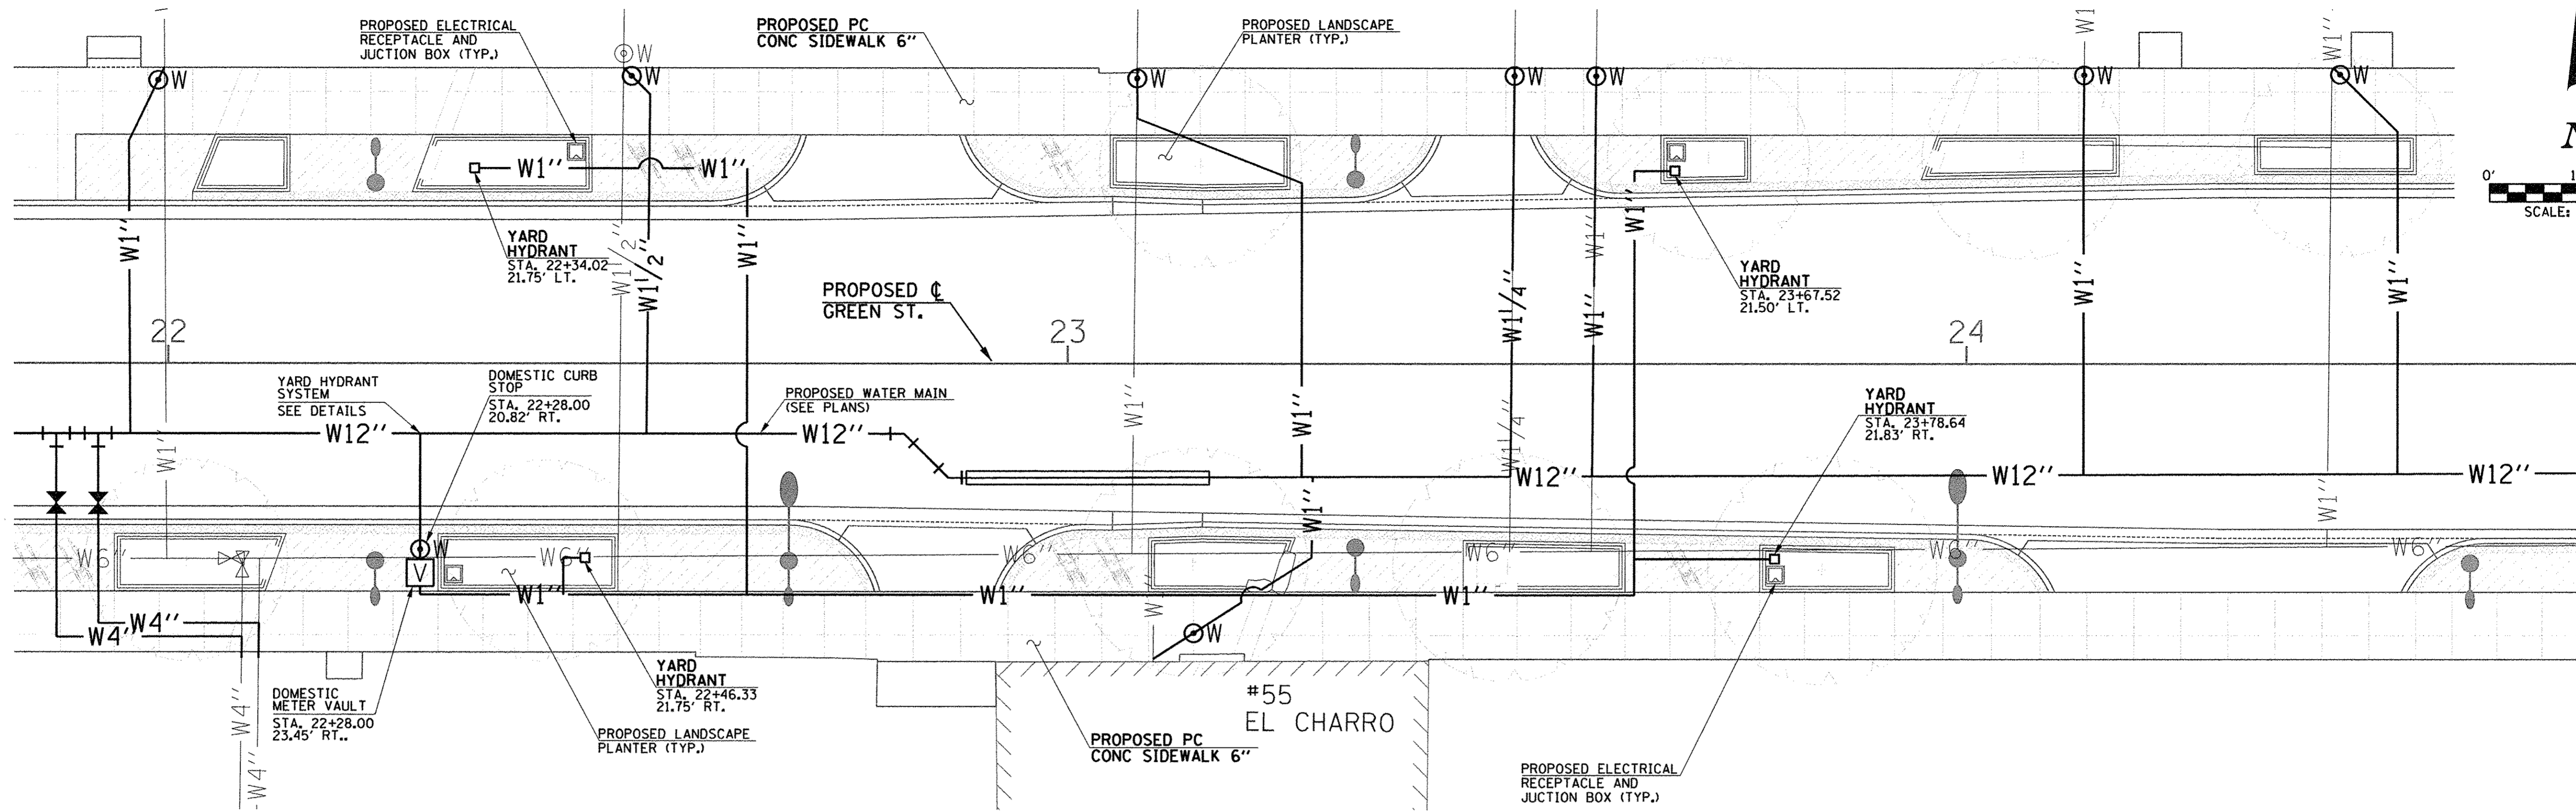 PROPOSED ELECTRICAL
RECEPTACLE AND
JUCTION BOX (TYP.)
PROPOSED PC
CONC SIDEWALK 6''
PROPOSED LANDSCAPE
PLANTER (TYP.)
W1''
W1''
W
W
W
W
W
W
W
W
W1''
W1''
YARD
HYDRANT
STA. 22+34.02
21.75' LT.
W1''
W1 1/2''
W1 1/2''
W1''
W1''
W1''
YARD
HYDRANT
STA. 23+67.52
21.50' LT.
0'
SCALE:
PROPOSED ℄
GREEN ST.
W1 1/4''
W1''
W1''
W1''
22
23
24
YARD HYDRANT
SYSTEM
SEE DETAILS
DOMESTIC CURB
STOP
STA. 22+28.00
20.82' RT.
PROPOSED WATER MAIN
(SEE PLANS)
W1''
W1''
W1 1/4''
YARD
HYDRANT
STA. 23+78.64
21.83' RT.
W1''
W12''
W12''
W12''
W12''
W12''
W1''
W1''
W
W6''
V
W6''
W6''
W6''
W6''
W6''
W1''
W1''
W1''
W
W4''
W4''
W
W4''
W4''
DOMESTIC
METER VAULT
STA. 22+28.00
23.45' RT..
YARD
HYDRANT
STA. 22+46.33
21.75' RT.
PROPOSED LANDSCAPE
PLANTER (TYP.)
#55
EL CHARRO
PROPOSED PC
CONC SIDEWALK 6''
PROPOSED ELECTRICAL
RECEPTACLE AND
JUCTION BOX (TYP.)